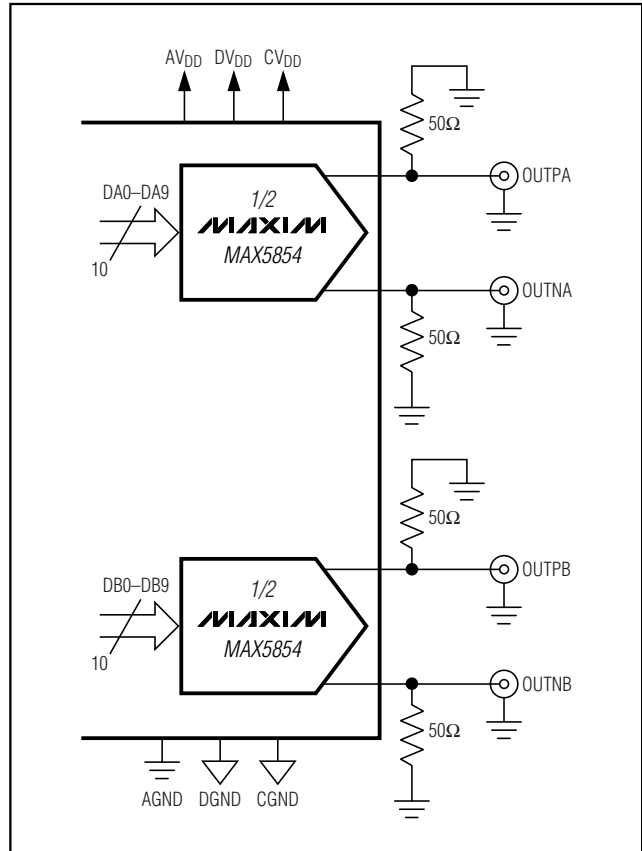 AVDD DVDD CVDD
50Ω
DA0–DA9
10
1/2
MAXIM
MAX5854
OUTPA
OUTNA
50Ω
50Ω
DB0–DB9
10
1/2
MAXIM
MAX5854
OUTPB
OUTNB
50Ω
AGND DGND CGND